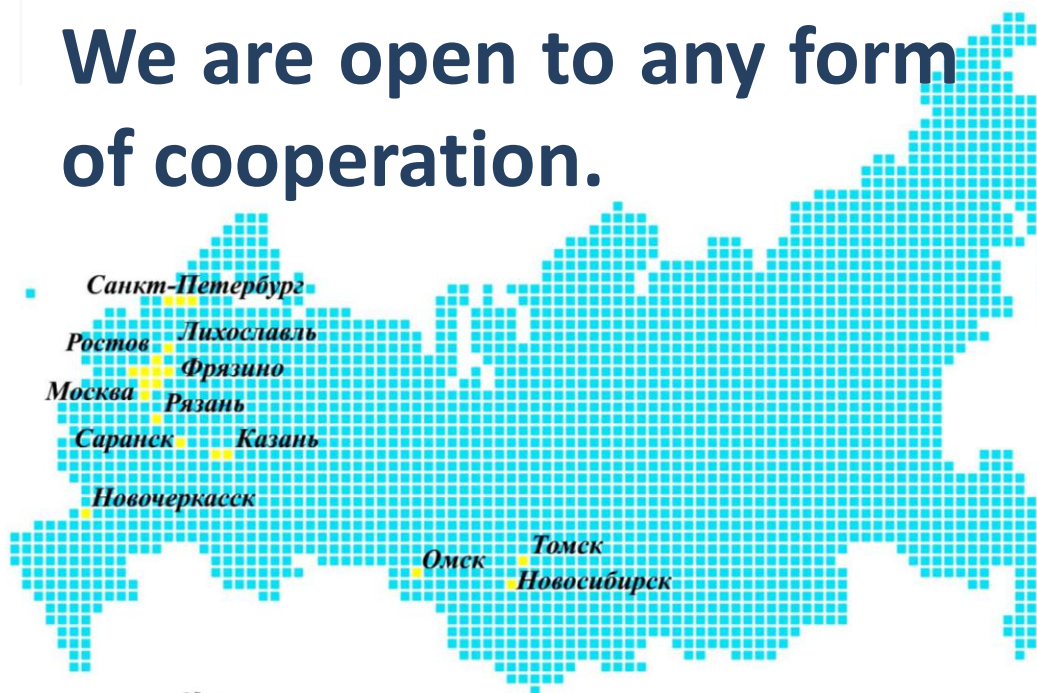 We are open to any form
of cooperation.
Санкт-Петербург
Лихославль
Ростов
Фрязино
Москва
Рязань
Саранск
Казань
Новочеркасск
Томск
Омск
Новосибирск